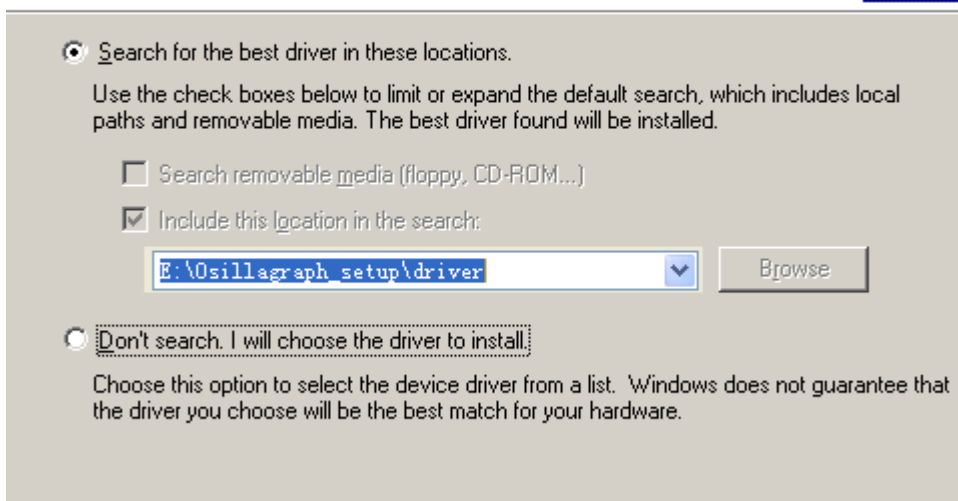 Search for the best driver in these locations.
Use the check boxes below to limit or expand the default search, which includes local
paths and removable media. The best driver found will be installed.
Search removable media (floppy, CD-ROM...)
Include this location in the search:
E:\Osillagraph_setup\driver
Browse
Don't search. I will choose the driver to install.
Choose this option to select the device driver from a list.  Windows does not guarantee that
the driver you choose will be the best match for your hardware.